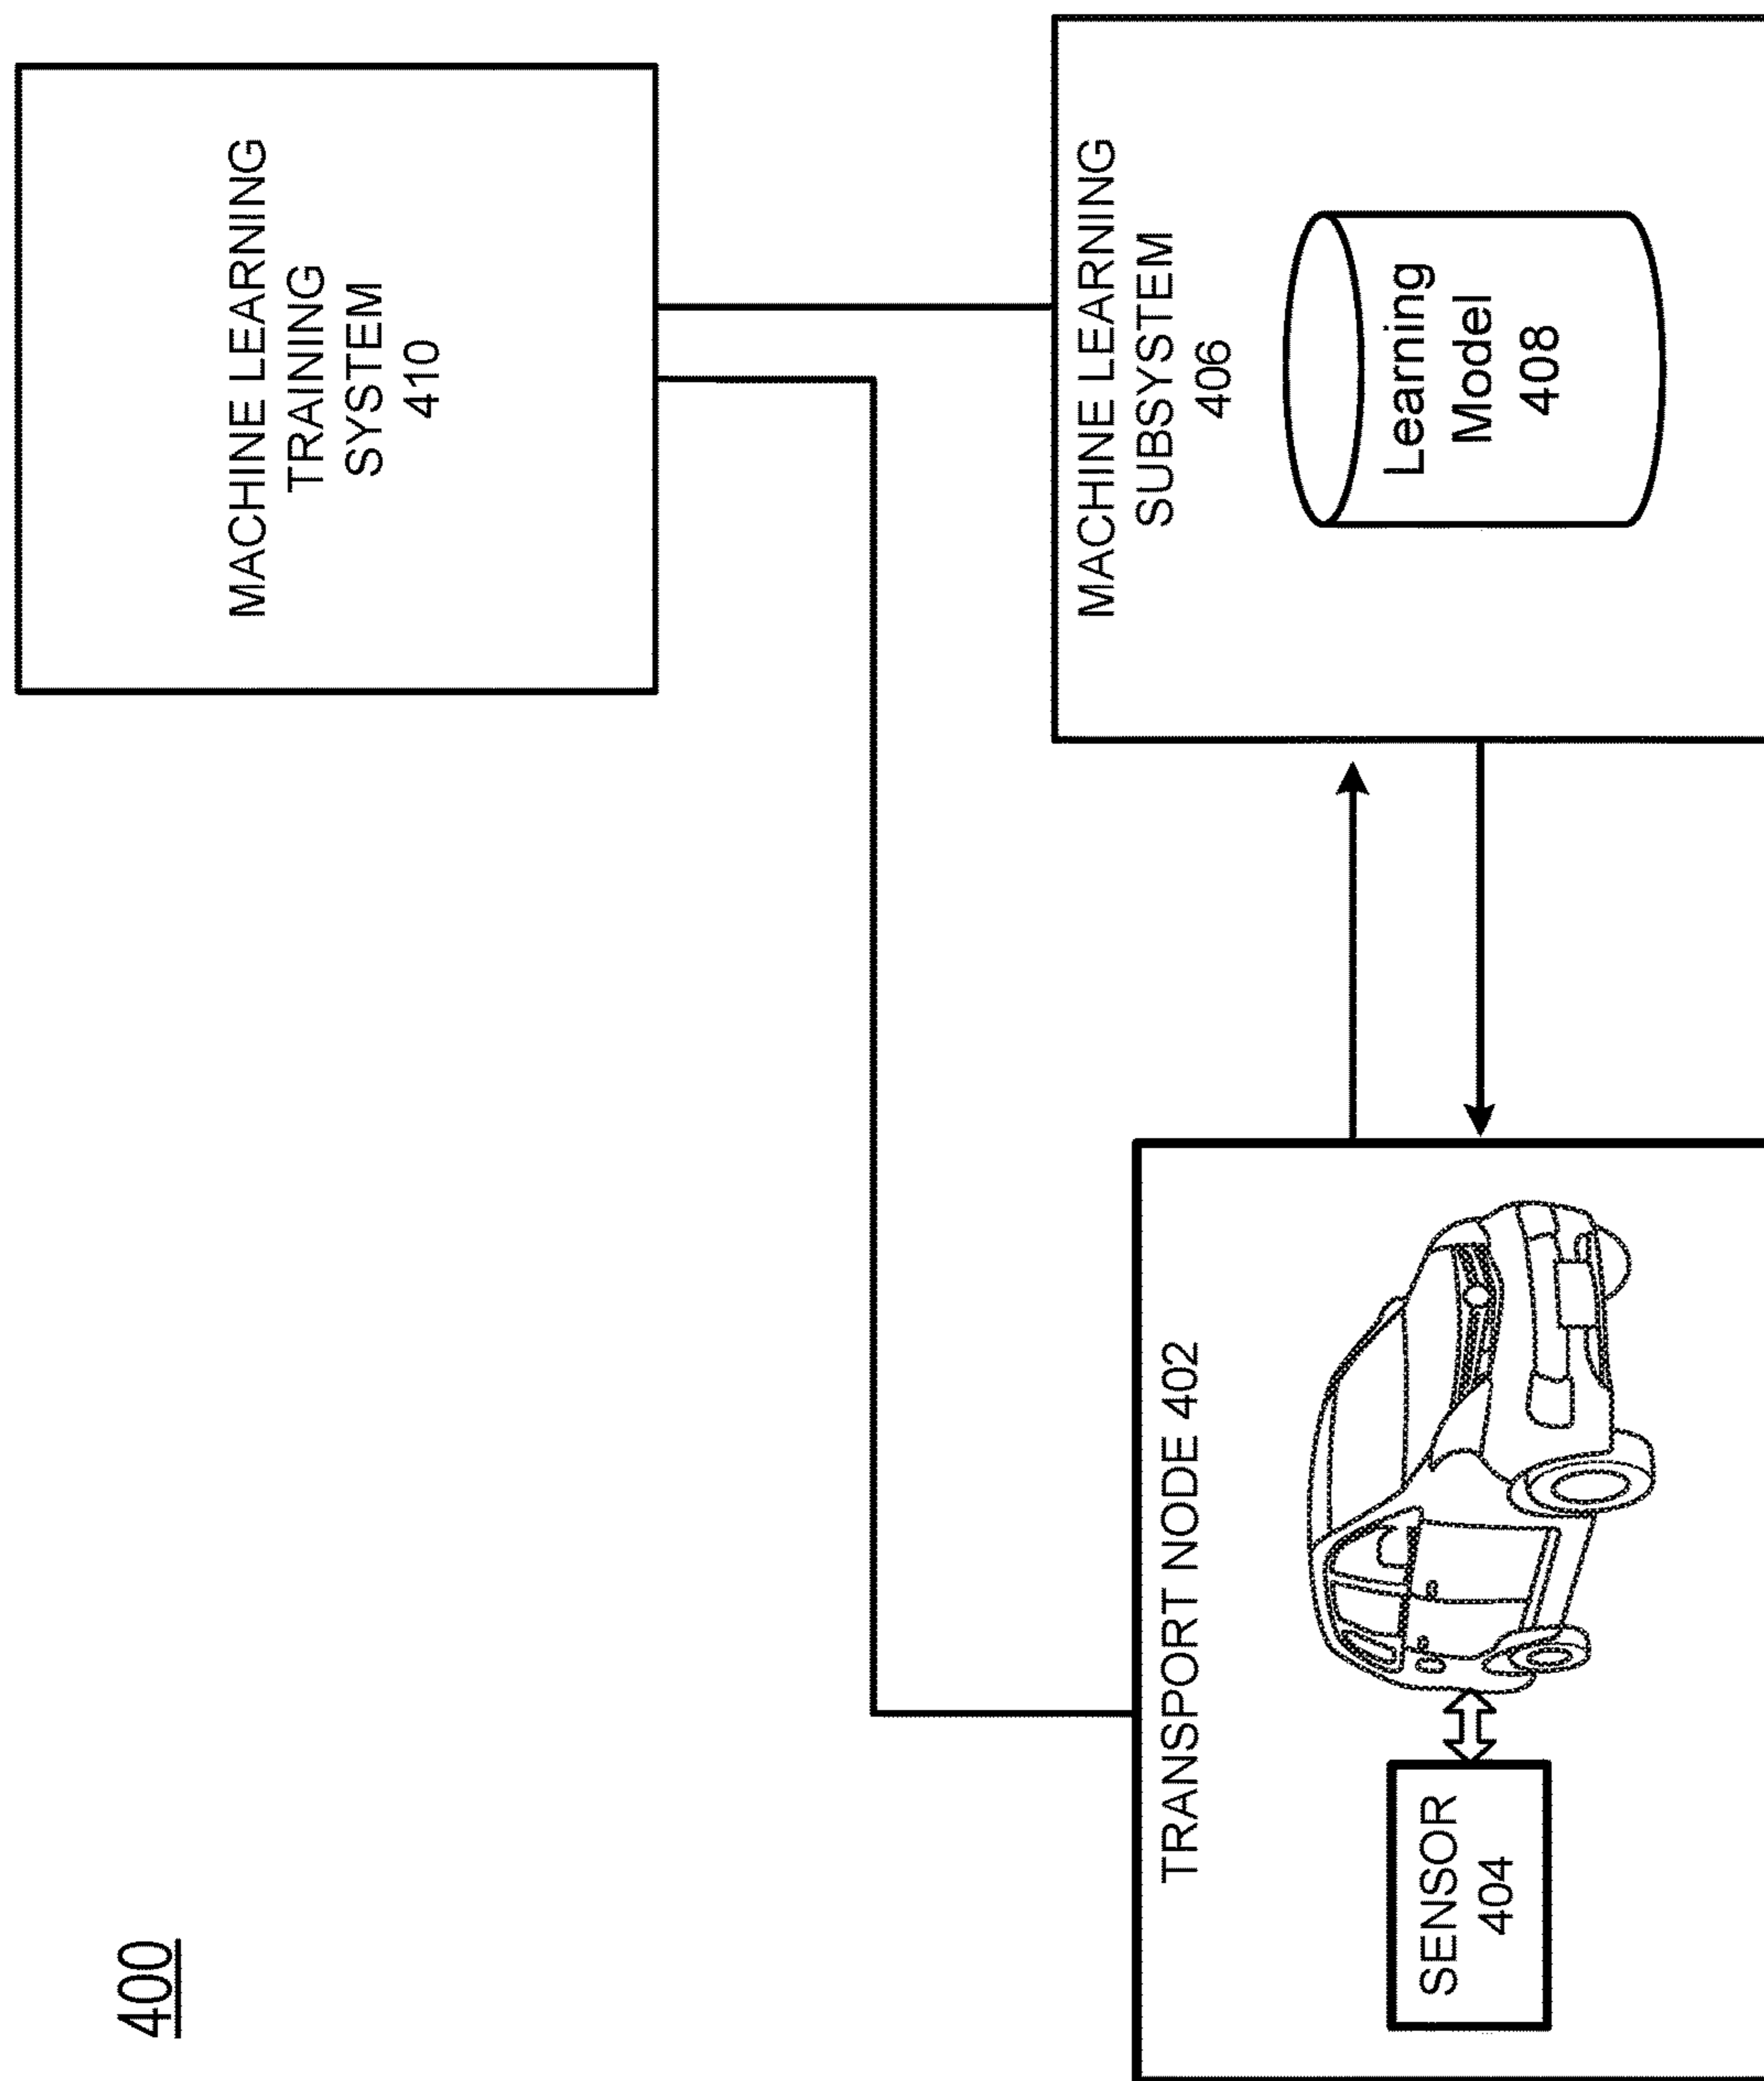 400
MACHINE LEARNING
TRAINING
SYSTEM
410
TRANSPORT NODE 402
SENSOR
404
MACHINE LEARNING
SUBSYSTEM
406
Learning
Model
408